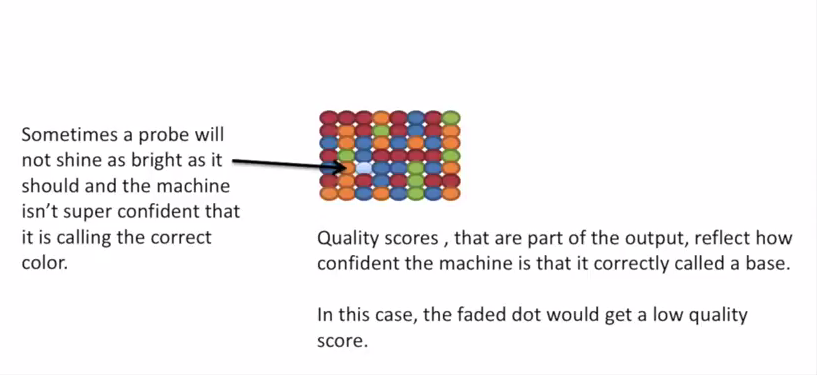 Sometimes a probe will
not shine as bright as it
should and the machine
isn't super confident that
it is calling the correct
color.
Quality scores , that are part of the output, reflect how
confident the machine is that it correctly called a base.
In this case, the faded dot would get a low quality
score.